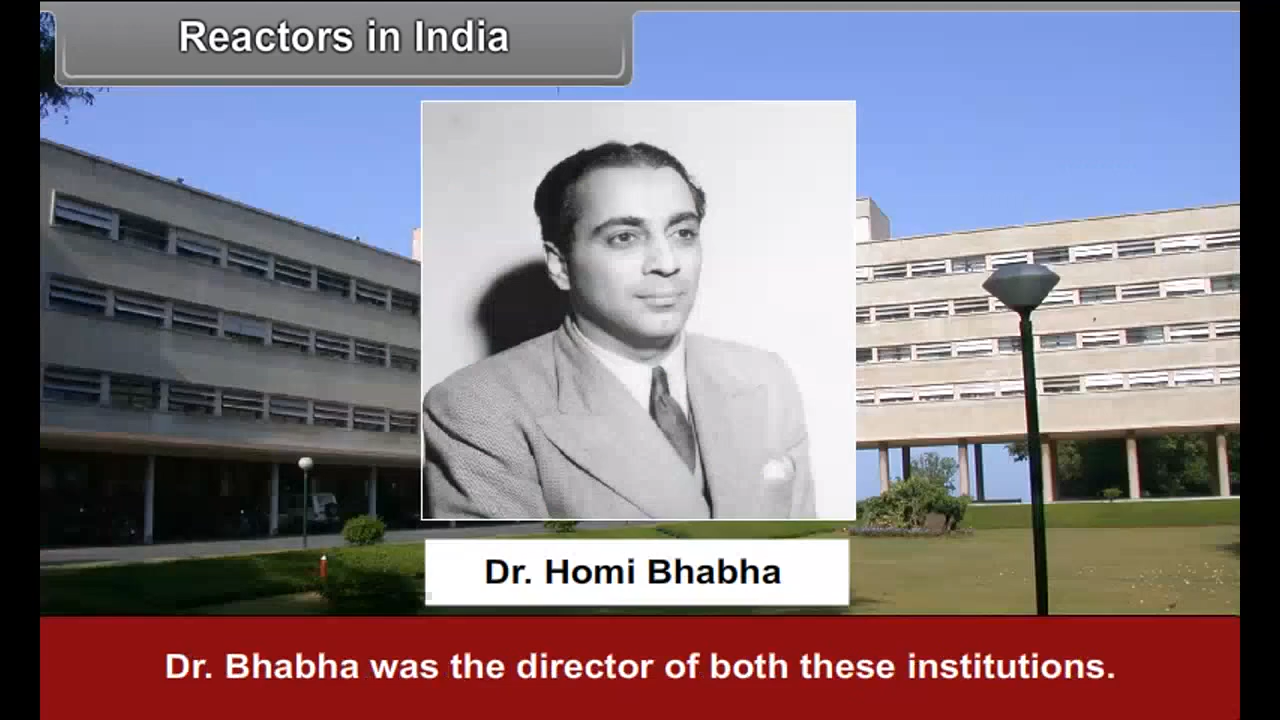 Reactors in India
Dr. Homi Bhabha
Dr. Bhabha was the director of both these institutions.